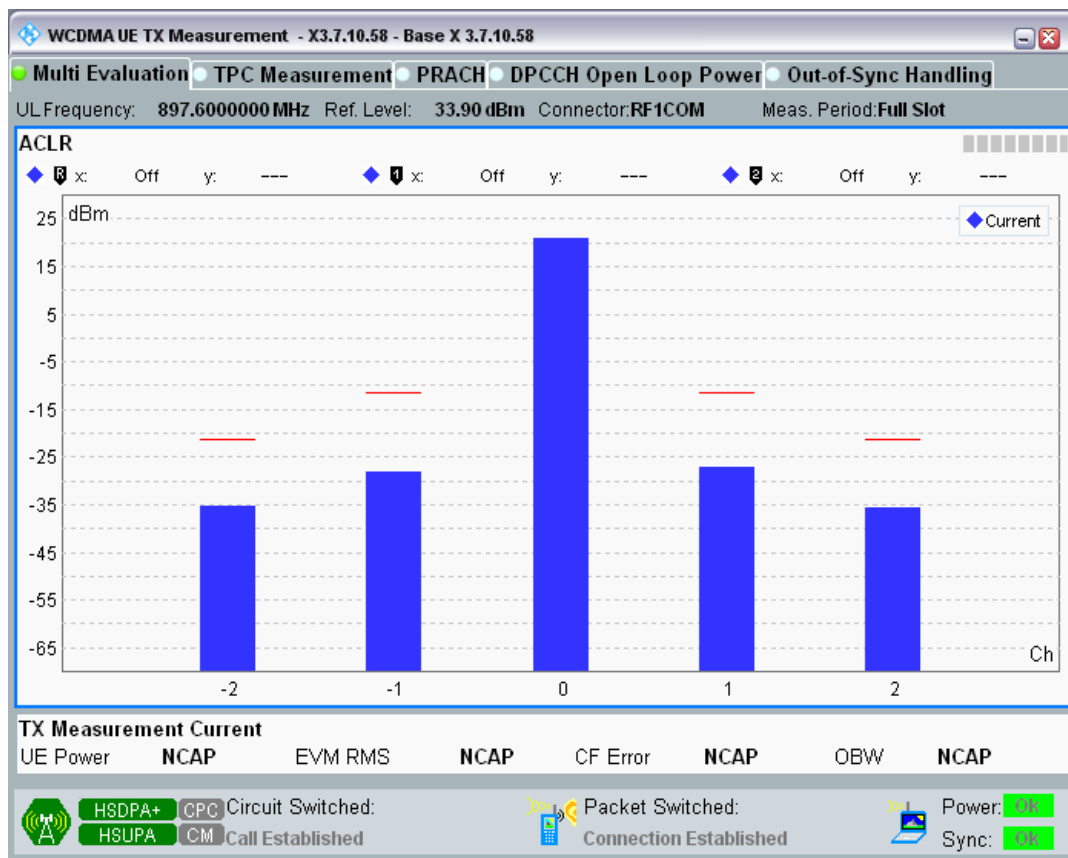 WCDMA UE TX Measurement - X3.7.10.58 - Base X 3.7.10.58
Multi Evaluation TPC Measurement PRACH DPCCH Open Loop Power Out-of-Sync Handling
UL Frequency: 897.6000000 MHz Ref. Level: 33.90 dBm Connector:RF1COM Meas. Period:Full Slot
ACLR
R x: Off y: --- 1 x: Off y: --- 2 x: Off y: ---
dBm
Current
25
15
5
-5
-15
-25
-35
-45
-55
-65
Ch
-2 -1 0 1 2
TX Measurement Current
UE Power NCAP EVM RMS NCAP CF Error NCAP OBW NCAP
HSDPA+ CPC Circuit Switched: Packet Switched: Power: OK
HSUPA CM Call Established Connection Established Sync: OK